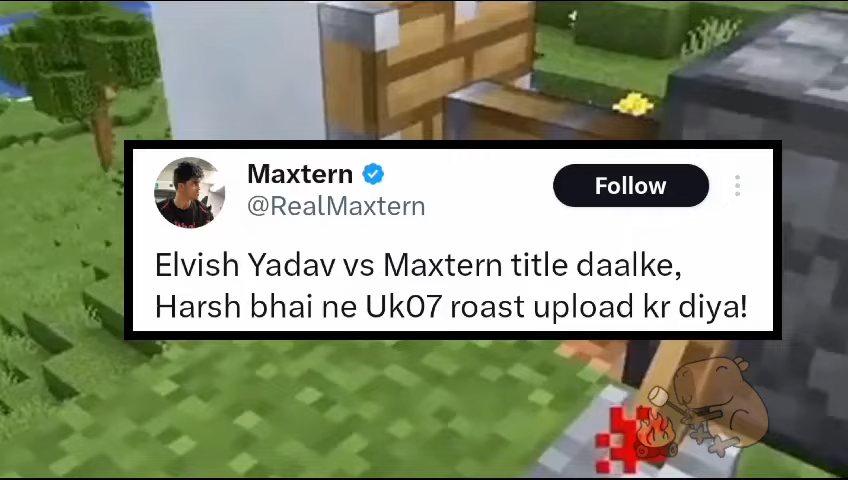 Maxtern
@RealMaxtern
Follow
Elvish Yadav vs Maxtern title daalke,
Harsh bhai ne Uk07 roast upload kr diya!